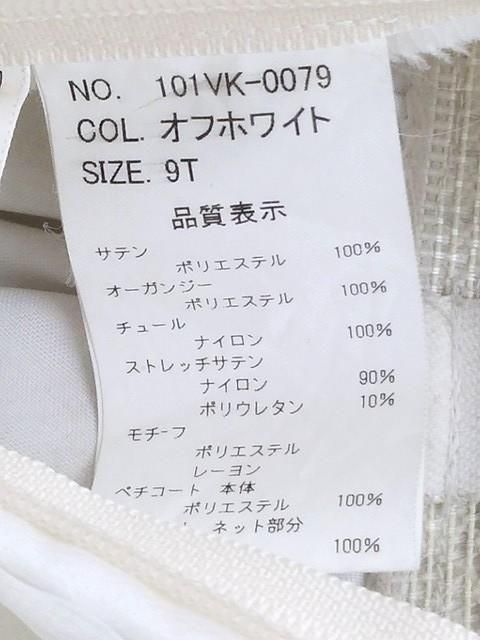 NO. 101VK-0079
COL. オフホワイト
SIZE. 9T
品質表示
サテン
ポリエステル 100%
オーガンジー
ポリエステル 100%
チュール
ナイロン 100%
ストレッチサテン
ナイロン 90%
ポリウレタン 10%
モチーフ
ポリエステル
レーヨン
ペチコート 本体
ポリエステル 100%
ネット部分
100%